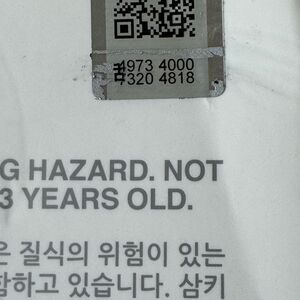 4973 4000
7320 4818
G HAZARD. NOT
3 YEARS OLD.
은 질식의 위험이 있는
함하고 있습니다. 삼키